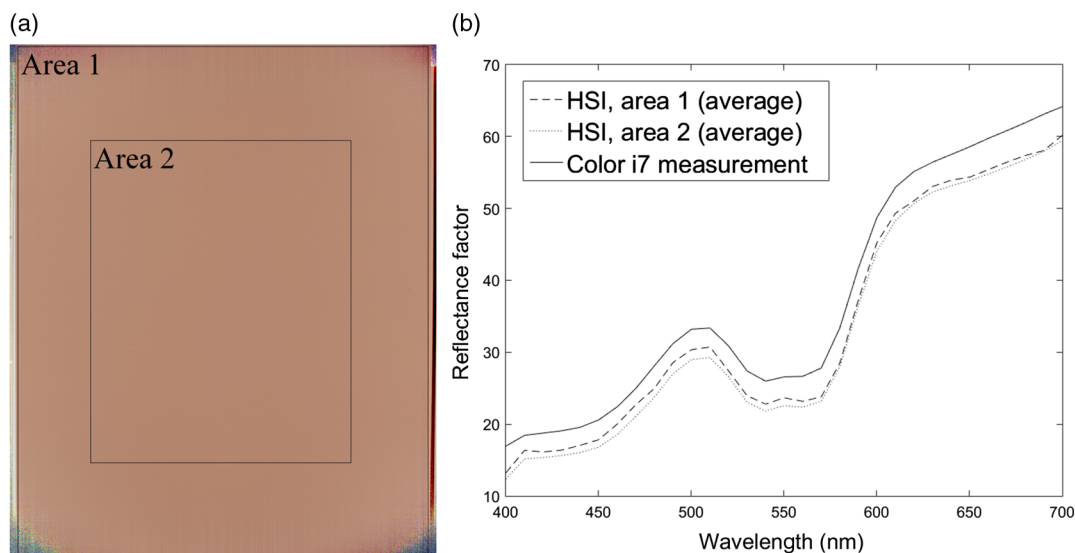 (a)
Area 1
Area 2
(b)
70
60
50
40
30
20
10
Reflectance factor
HSI, area 1 (average)
HSI, area 2 (average)
Color i7 measurement
400
450
500
550
600
650
700
Wavelength (nm)